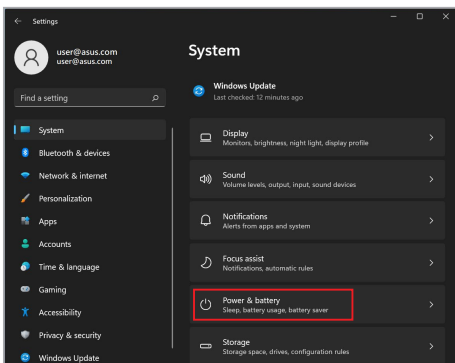 Settings
user@asus.com
user@asus.com
Find a setting
System
Bluetooth & devices
Network & internet
Personalization
Apps
Accounts
Time & language
Gaming
Accessibility
Privacy & security
Windows Update
System
Windows Update
Last checked: 12 minutes ago
Display
Monitors, brightness, night light, display profile
Sound
Volume levels, output, input, sound devices
Notifications
Alerts from apps and system
Focus assist
Notifications, automatic rules
Power & battery
Sleep, battery usage, battery saver
Storage
Storage space, drives, configuration rules